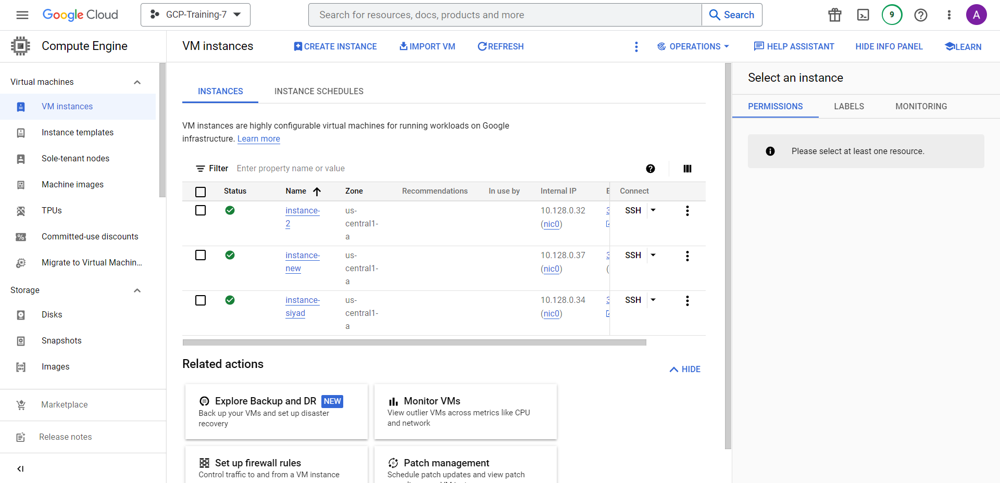 Google Cloud
GCP-Training-7
Search for resources, docs, products and more
Search
9
A
Compute Engine
VM instances
CREATE INSTANCE
IMPORT VM
REFRESH
OPERATIONS
HELP ASSISTANT
HIDE INFO PANEL
LEARN
Virtual machines
VM instances
Instance templates
Sole-tenant nodes
Machine images
TPUs
Committed-use discounts
Migrate to Virtual Machin...
Storage
Disks
Snapshots
Images
Marketplace
Release notes
INSTANCES
INSTANCE SCHEDULES
VM instances are highly configurable virtual machines for running workloads on Google
infrastructure. Learn more
Filter Enter property name or value
Status Name Zone Recommendations In use by Internal IP Connect
instance-
2
us-
central1-
a
10.128.0.32
(nic0)
SSH
instance-
new
us-
central1-
a
10.128.0.37
(nic0)
SSH
instance-
siyad
us-
central1-
a
10.128.0.34
(nic0)
SSH
Related actions
HIDE
Explore Backup and DR NEW
Back up your VMs and set up disaster
recovery
Monitor VMs
View outlier VMs across metrics like CPU
and network
Set up firewall rules
Control traffic to and from a VM instance
Patch management
Schedule patch updates and view patch
Select an instance
PERMISSIONS
LABELS
MONITORING
Please select at least one resource.